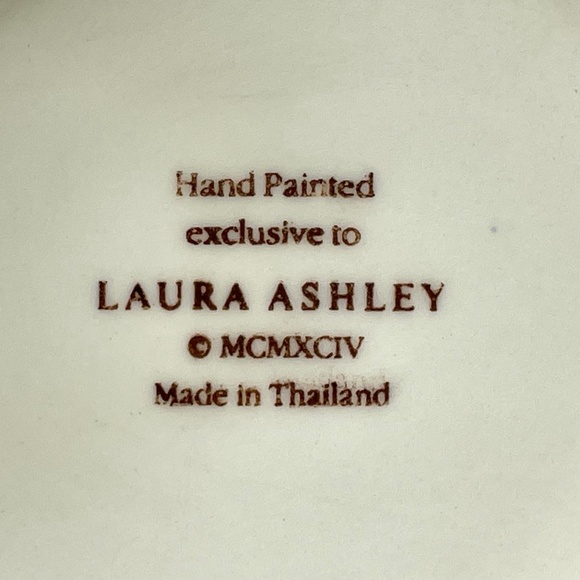 Hand Painted
exclusive to
LAURA ASHLEY
© MCMXCIV
Made in Thailand